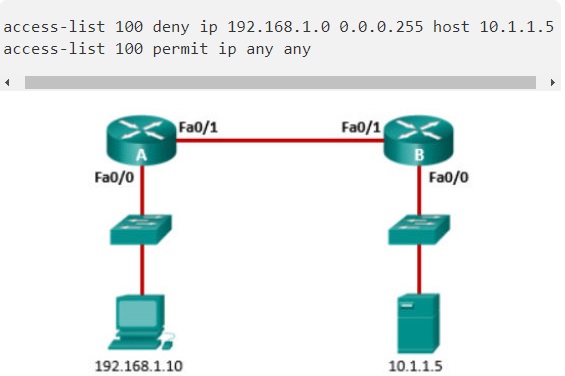 access-list 100 deny ip 192.168.1.0 0.0.0.255 host 10.1.1.5
access-list 100 permit ip any any
Fa0/1
Fa0/1
A
B
Fa0/0
Fa0/0
192.168.1.10
10.1.1.5